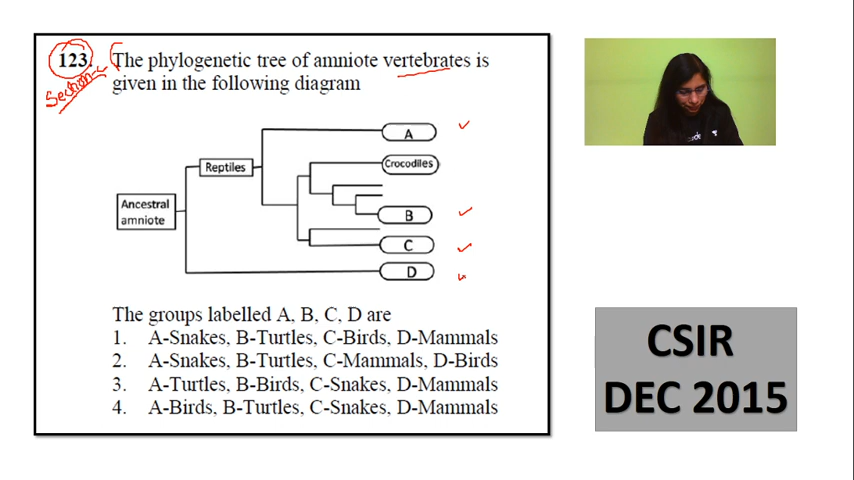 123. The phylogenetic tree of amniote vertebrates is
Section-C
given in the following diagram
A
Crocodiles
Reptiles
Ancestral
amniote
B
C
D
The groups labelled A, B, C, D are
1. A-Snakes, B-Turtles, C-Birds, D-Mammals
2. A-Snakes, B-Turtles, C-Mammals, D-Birds
3. A-Turtles, B-Birds, C-Snakes, D-Mammals
4. A-Birds, B-Turtles, C-Snakes, D-Mammals
CSIR
DEC 2015